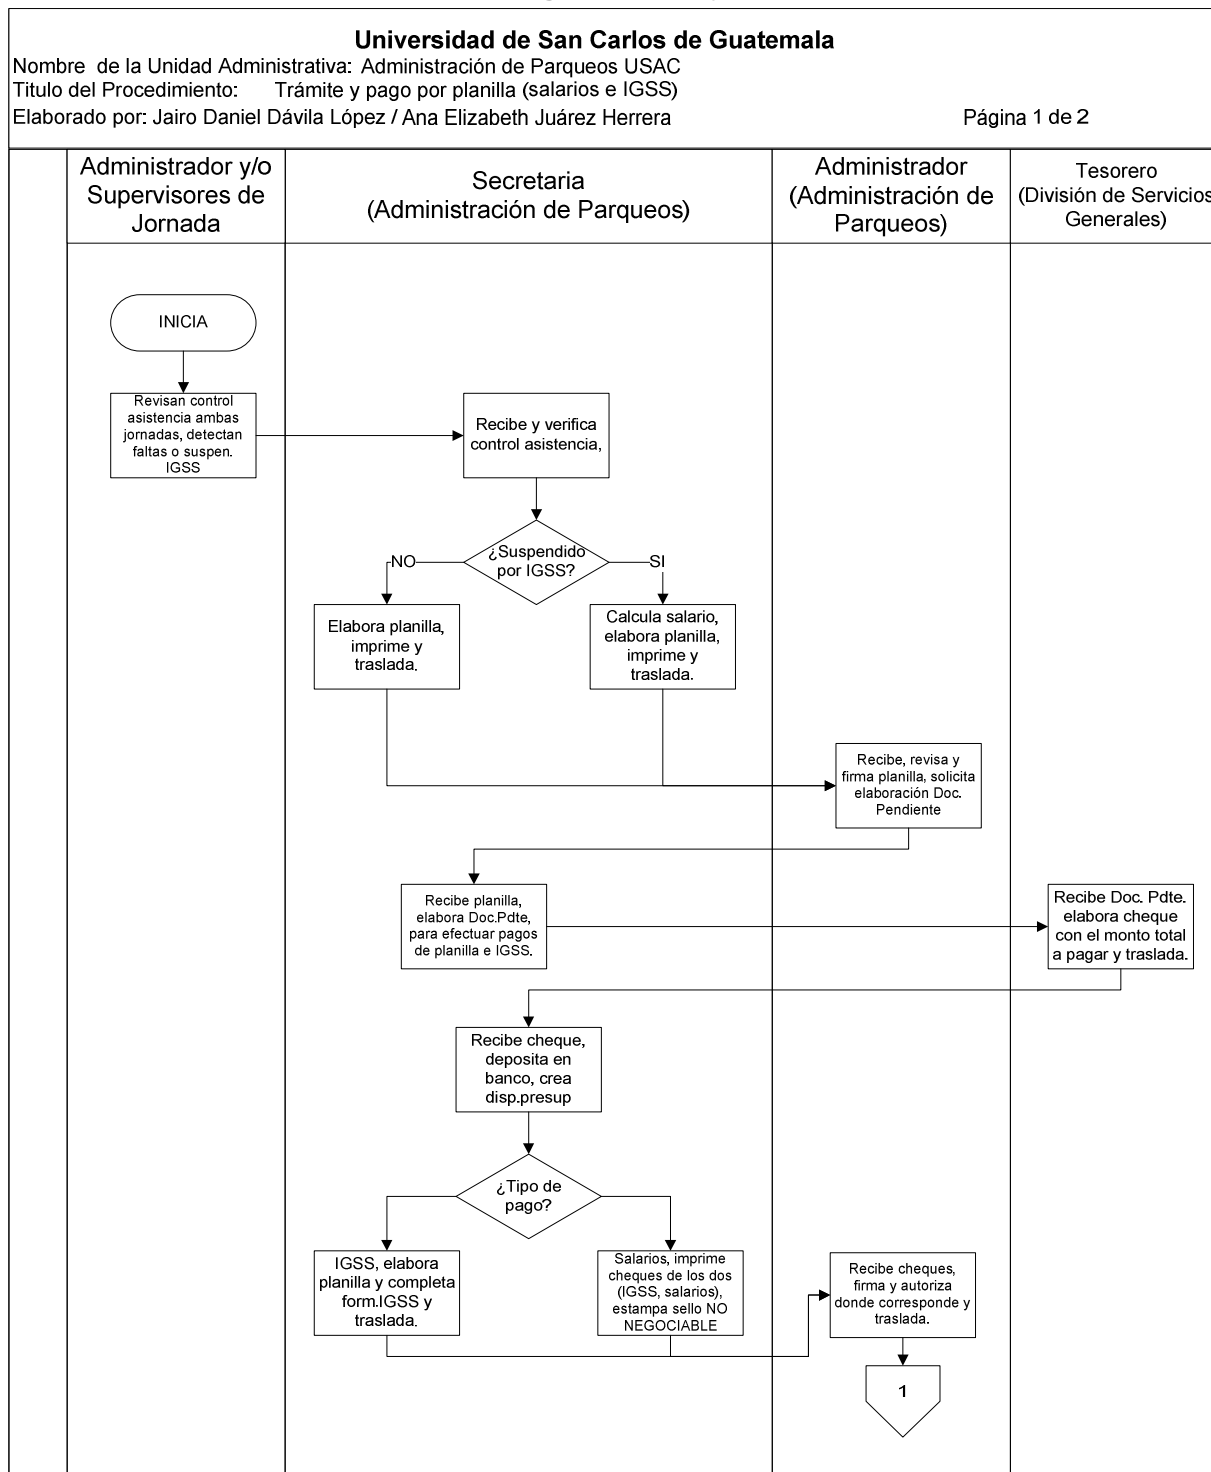 Universidad de San Carlos de Guatemala
Nombre de la Unidad Administrativa: Administración de Parqueos USAC
Titulo del Procedimiento: Trámite y pago por planilla (salarios e IGSS)
Elaborado por: Jairo Daniel Dávila López / Ana Elizabeth Juárez Herrera Página 1 de 2
Administrador y/o
Supervisores de
Jornada
Secretaria
(Administración de Parqueos)
Administrador
(Administración de
Parqueos)
Tesorero
(División de Servicios
Generales)
INICIA
Revisan control
asistencia ambas
jornadas, detectan
faltas o suspen.
IGSS
Recibe y verifica
control asistencia,
¿Suspendido
por IGSS?
NO
SI
Elabora planilla,
imprime y
traslada.
Calcula salario,
elabora planilla,
imprime y
traslada.
Recibe, revisa y
firma planilla, solicita
elaboración Doc.
Pendiente
Recibe planilla,
elabora Doc.Pdte,
para efectuar pagos
de planilla e IGSS.
Recibe Doc. Pdte.
elabora cheque
con el monto total
a pagar y traslada.
Recibe cheque,
deposita en
banco, crea
disp.presup
¿Tipo de
pago?
IGSS, elabora
planilla y completa
form.IGSS y
traslada.
Salarios, imprime
cheques de los dos
(IGSS, salarios),
estampa sello NO
NEGOCIABLE
Recibe cheques,
firma y autoriza
donde corresponde y
traslada.
1